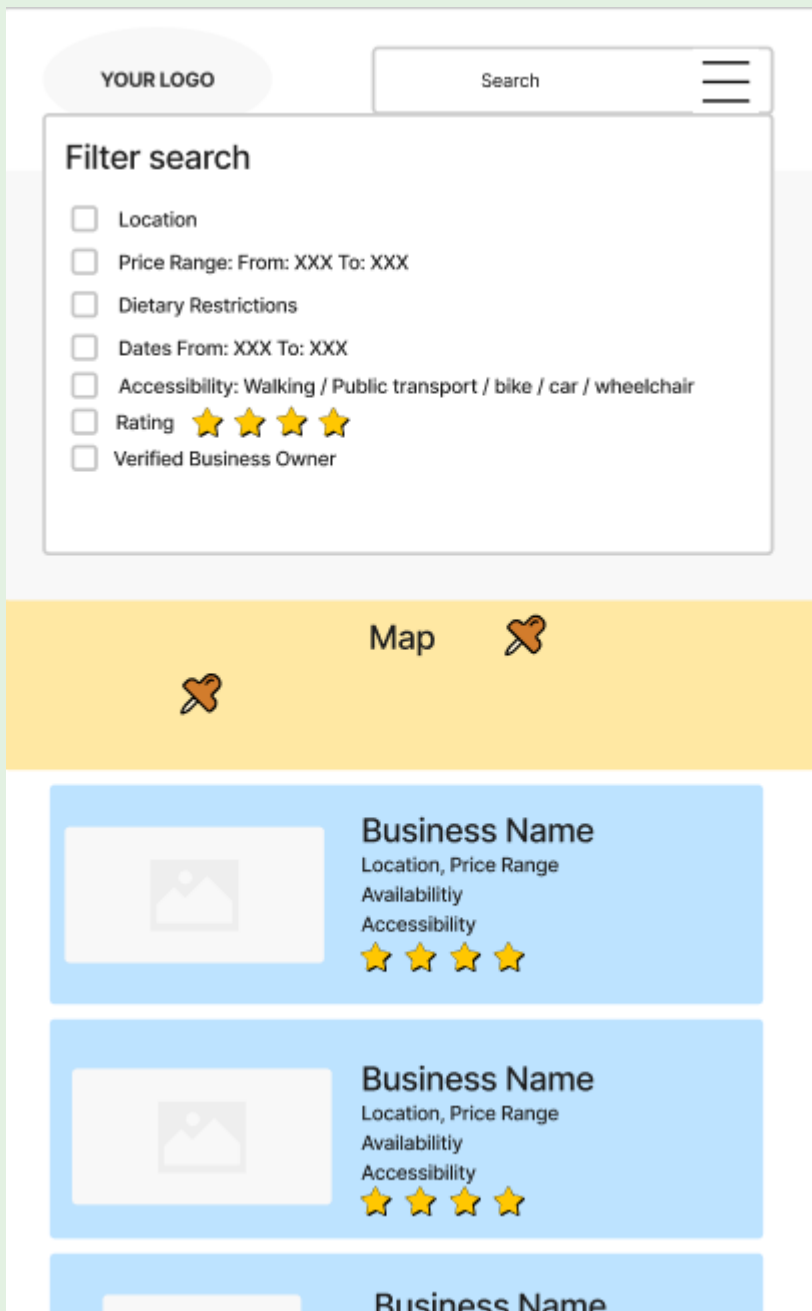 YOUR LOGO
Search
Filter search
Location
Price Range: From: XXX To: XXX
Dietary Restrictions
Dates From: XXX To: XXX
Accessibility: Walking / Public transport / bike / car / wheelchair
Rating
Verified Business Owner
Map
Business Name
Location, Price Range
Availabilitiy
Accessibility
Business Name
Location, Price Range
Availabilitiy
Accessibility
Business Name